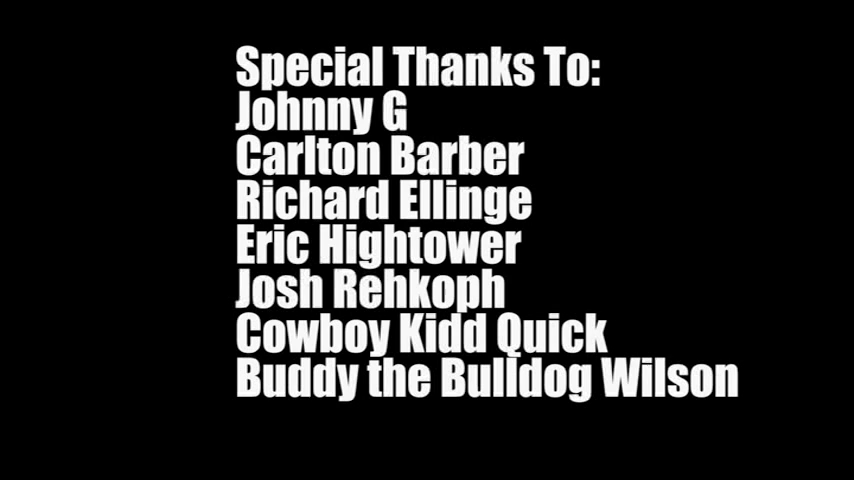 Special Thanks To:
Johnny G
Carlton Barber
Richard Ellinge
Eric Hightower
Josh Rehkoph
Cowboy Kidd Quick
Buddy the Bulldog Wilson